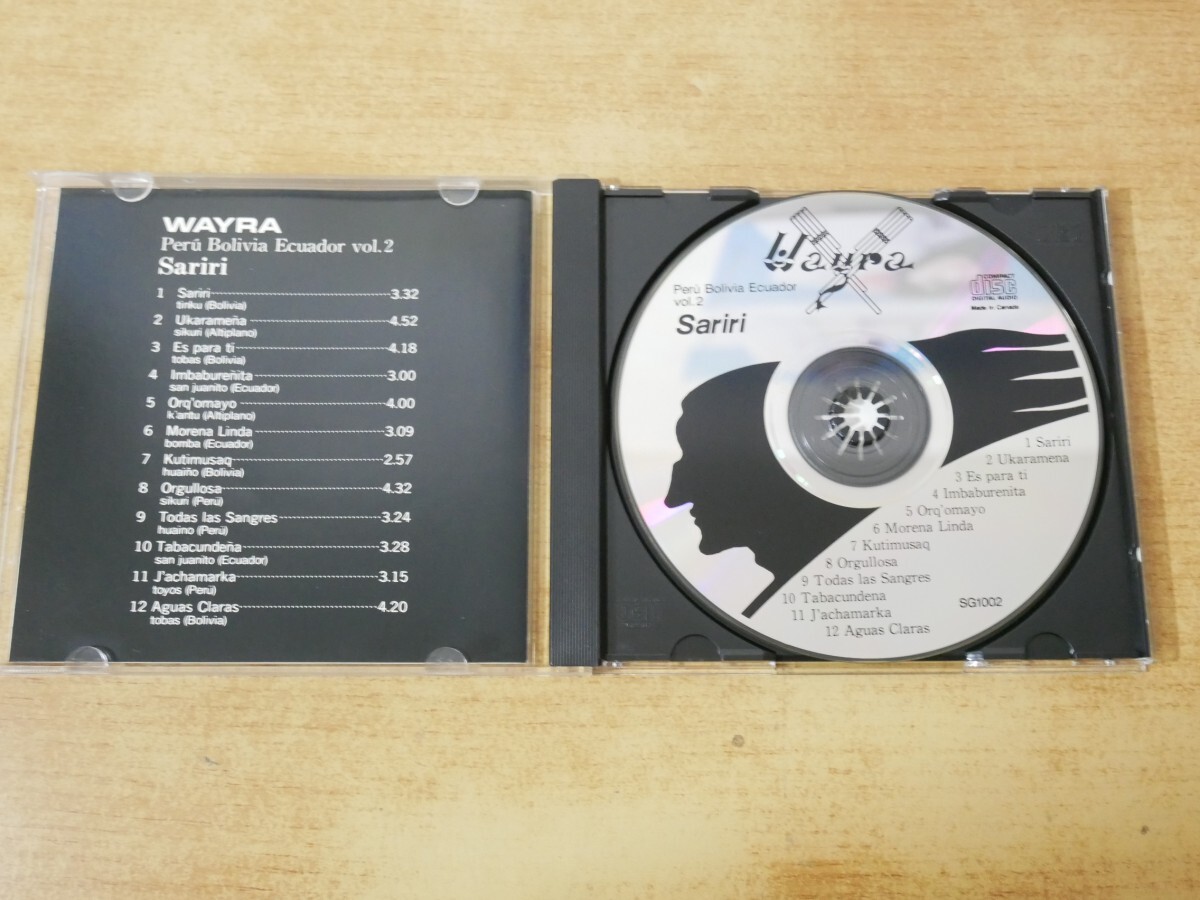 WAYRA
Perú Bolivia Ecuador vol.2
Sariri
1 Sariri 3.32
tinku (Bolivia)
2 Ukarameña 4.52
sikuri (Altiplano)
3 Es para ti 4.18
tobas (Bolivia)
4 Imbabureñita 3.00
san juanito (Ecuador)
5 Orq'omayo 4.00
k'antu (Altiplano)
6 Morena Linda 3.09
bomba (Ecuador)
7 Kutimusaq 2.57
huaiño (Bolivia)
8 Orgullosa 4.32
sikuri (Perú)
9 Todas las Sangres 3.24
huaino (Perú)
10 Tabacundeña 3.28
san juanito (Ecuador)
11 J'achamarka 3.15
toyos (Perú)
12 Aguas Claras 4.20
tobas (Bolivia)
Wayra
Perú Bolivia Ecuador
vol.2
Sariri
COMPACT
disc
DIGITAL AUDIO
Made in Canada
1 Sariri
2 Ukaramena
3 Es para ti
4 Imbaburenita
5 Orq'omayo
6 Morena Linda
7 Kutimusaq
8 Orgullosa
9 Todas las Sangres
10 Tabacundena
11 J'achamarka
12 Aguas Claras
SG1002